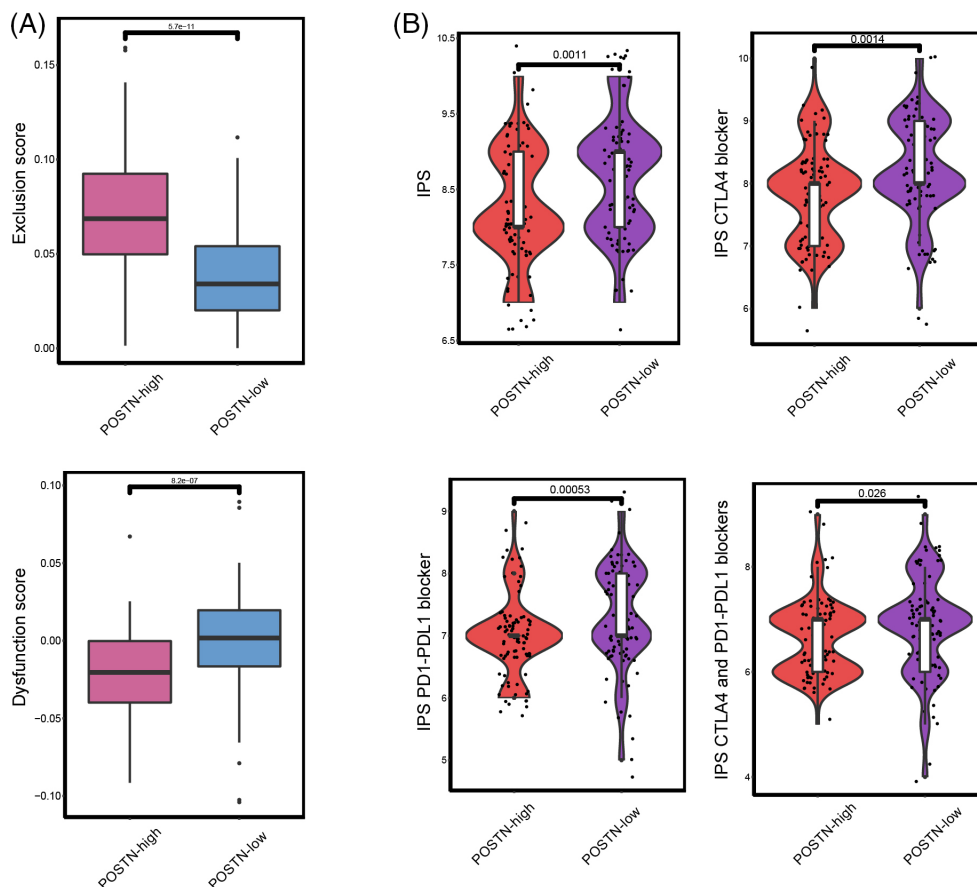 (A)
5.7e−11
Exclusion score
0.15
0.10
0.05
0.00
POSTN-high
POSTN-low
8.2e−07
Dysfunction score
0.10
0.05
0.00
−0.05
−0.10
POSTN-high
POSTN-low
(B)
0.0011
IPS
10.5
9.5
8.5
7.5
6.5
POSTN-high
POSTN-low
0.0014
IPS CTLA4 blocker
10
9
8
7
6
POSTN-high
POSTN-low
0.00053
IPS PD1-PDL1 blocker
9
8
7
6
5
POSTN-high
POSTN-low
0.026
IPS CTLA4 and PD1-PDL1 blockers
8
6
4
POSTN-high
POSTN-low